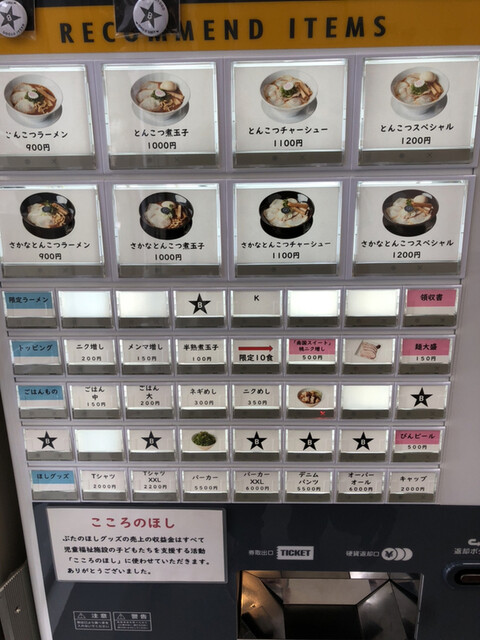 B
RECOMMEND ITEMS
とんこつラーメン
900円
とんこつ煮玉子
1000円
とんこつチャーシュー
1100円
とんこつスペシャル
1200円
さかなとんこつラーメン
900円
さかなとんこつ煮玉子
1000円
さかなとんこつチャーシュー
1100円
さかなとんこつスペシャル
1200円
限定ラーメン
B
K
領収書
トッピング
ニク増し
200円
メンマ増し
150円
半熟煮玉子
100円
限定10食
500円
麺大盛
150円
ごはんもの
ごはん
中
150円
ごはん
大
200円
ネギめし
300円
ニクめし
350円
B
B
B
B
B
B
B
びんビール
500円
ほしグッズ
Tシャツ
2000円
Tシャツ
XXL
2200円
パーカー
5500円
パーカー
XXL
6000円
デニム
パンツ
5500円
オーバー
オール
6000円
キャップ
2000円
こころのほし
ぶたのほしグッズの売上の収益金はすべて
児童福祉施設の子どもたちを支援する活動
「こころのほし」に使わせていただきます。
ありがとうございました。
券取出口 TICKET
硬貨返却口
注意
警告